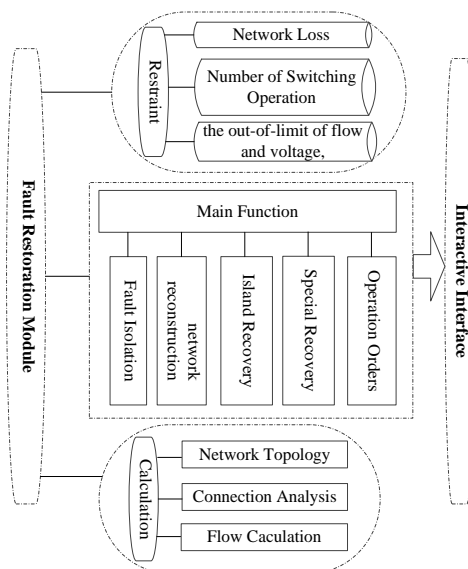 Fault Restoration Module
Restraint
Network Loss
Number of Switching
Operation
the out-of-limit of flow
and voltage,
Main Function
Fault Isolation
network
reconstruction
Island Recovery
Special Recovery
Operation Orders
Calculation
Network Topology
Connection Analysis
Flow Caculation
Interactive Interface